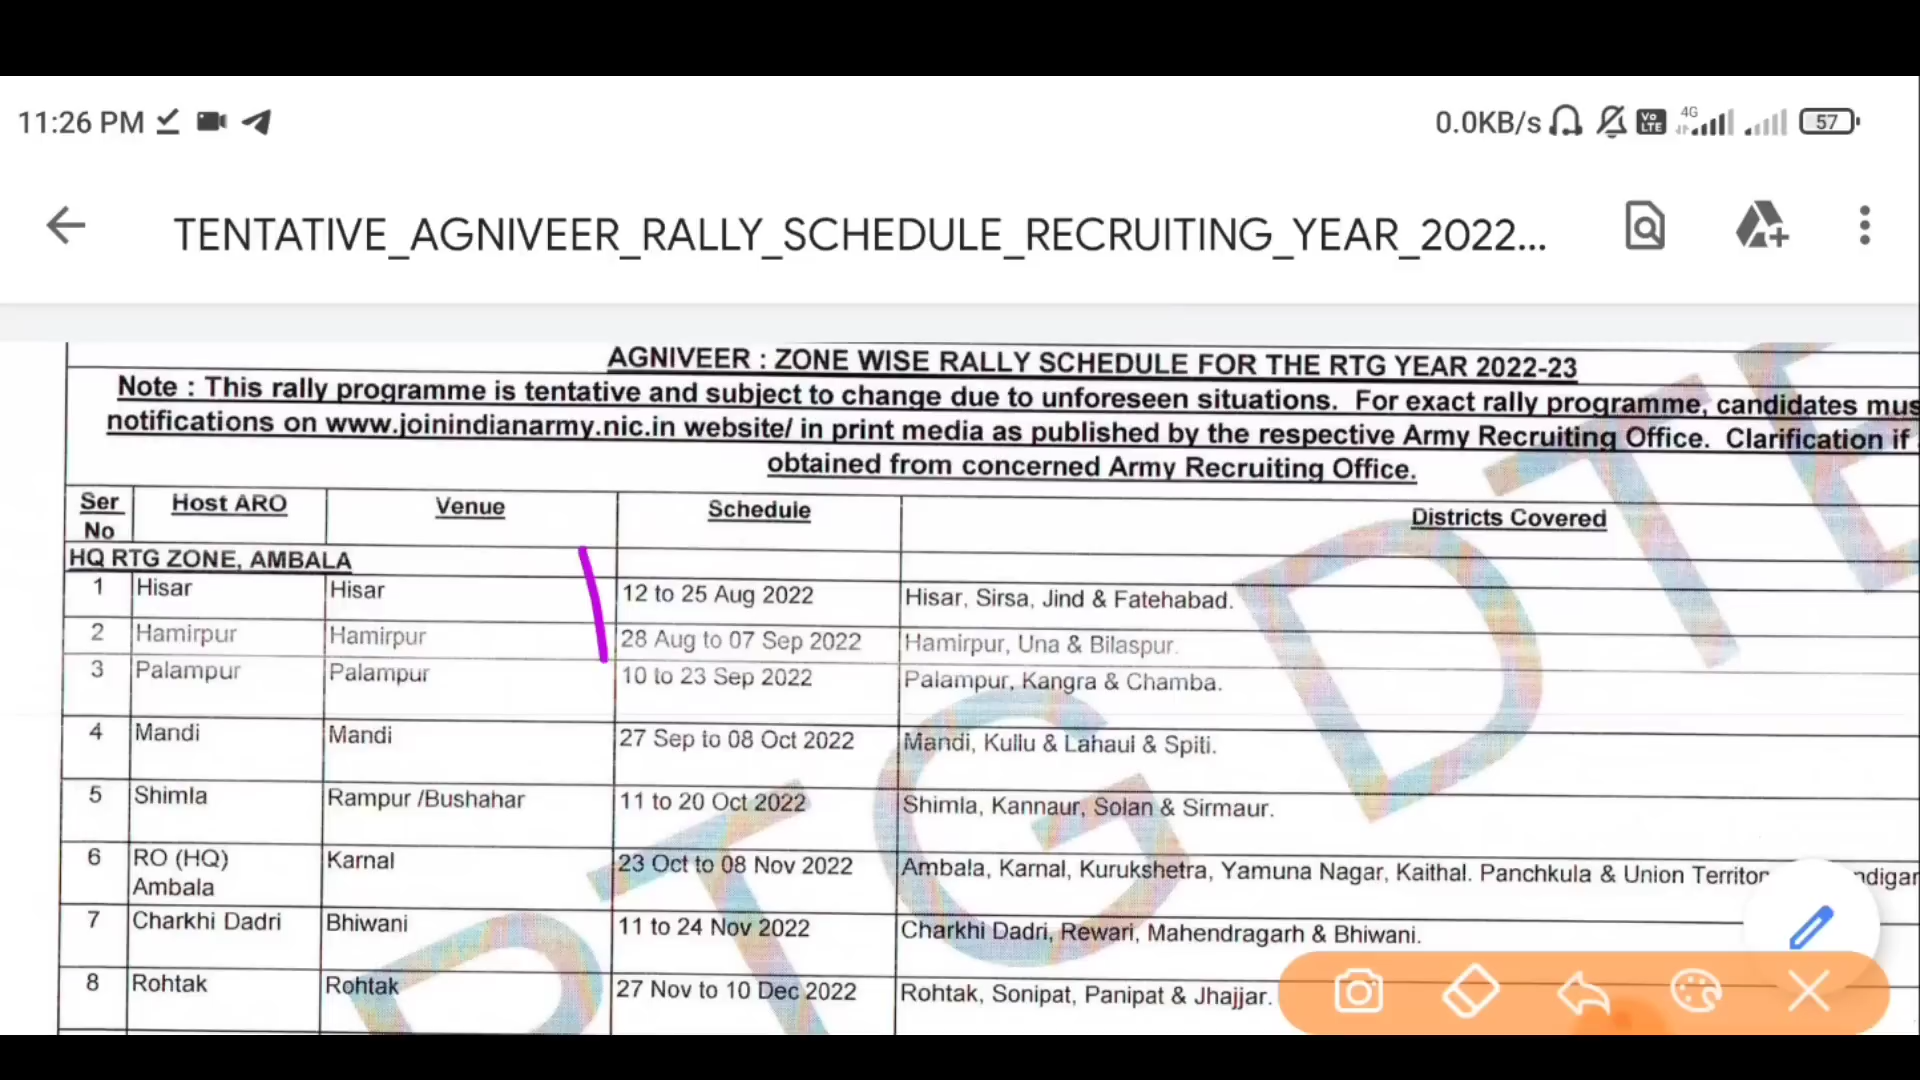 11:26 PM 0.0KB/s Vo LTE 4G 57
TENTATIVE_AGNIVEER_RALLY_SCHEDULE_RECRUITING_YEAR_2022...
AGNIVEER : ZONE WISE RALLY SCHEDULE FOR THE RTG YEAR 2022-23
Note : This rally programme is tentative and subject to change due to unforeseen situations. For exact rally programme, candidates
notifications on www.joinindianarmy.nic.in website/ in print media as published by the respective Army Recruiting Office. Clarification if
obtained from concerned Army Recruiting Office.
Ser No Host ARO Venue Schedule Districts Covered
HQ RTG ZONE, AMBALA
1 Hisar Hisar 12 to 25 Aug 2022 Hisar, Sirsa, Jind & Fatehabad.
2 Hamirpur Hamirpur 28 Aug to 07 Sep 2022 Hamirpur, Una & Bilaspur.
3 Palampur Palampur 10 to 23 Sep 2022 Palampur, Kangra & Chamba.
4 Mandi Mandi 27 Sep to 08 Oct 2022 Mandi, Kullu & Lahaul & Spiti.
5 Shimla Rampur /Bushahar 11 to 20 Oct 2022 Shimla, Kannaur, Solan & Sirmaur.
6 RO (HQ) Ambala Karnal 23 Oct to 08 Nov 2022 Ambala, Karnal, Kurukshetra, Yamuna Nagar, Kaithal. Panchkula & Union
7 Charkhi Dadri Bhiwani 11 to 24 Nov 2022 Charkhi Dadri, Rewari, Mahendragarh & Bhiwani.
8 Rohtak Rohtak 27 Nov to 10 Dec 2022 Rohtak, Sonipat, Panipat & Jhajjar.
RTG DTE